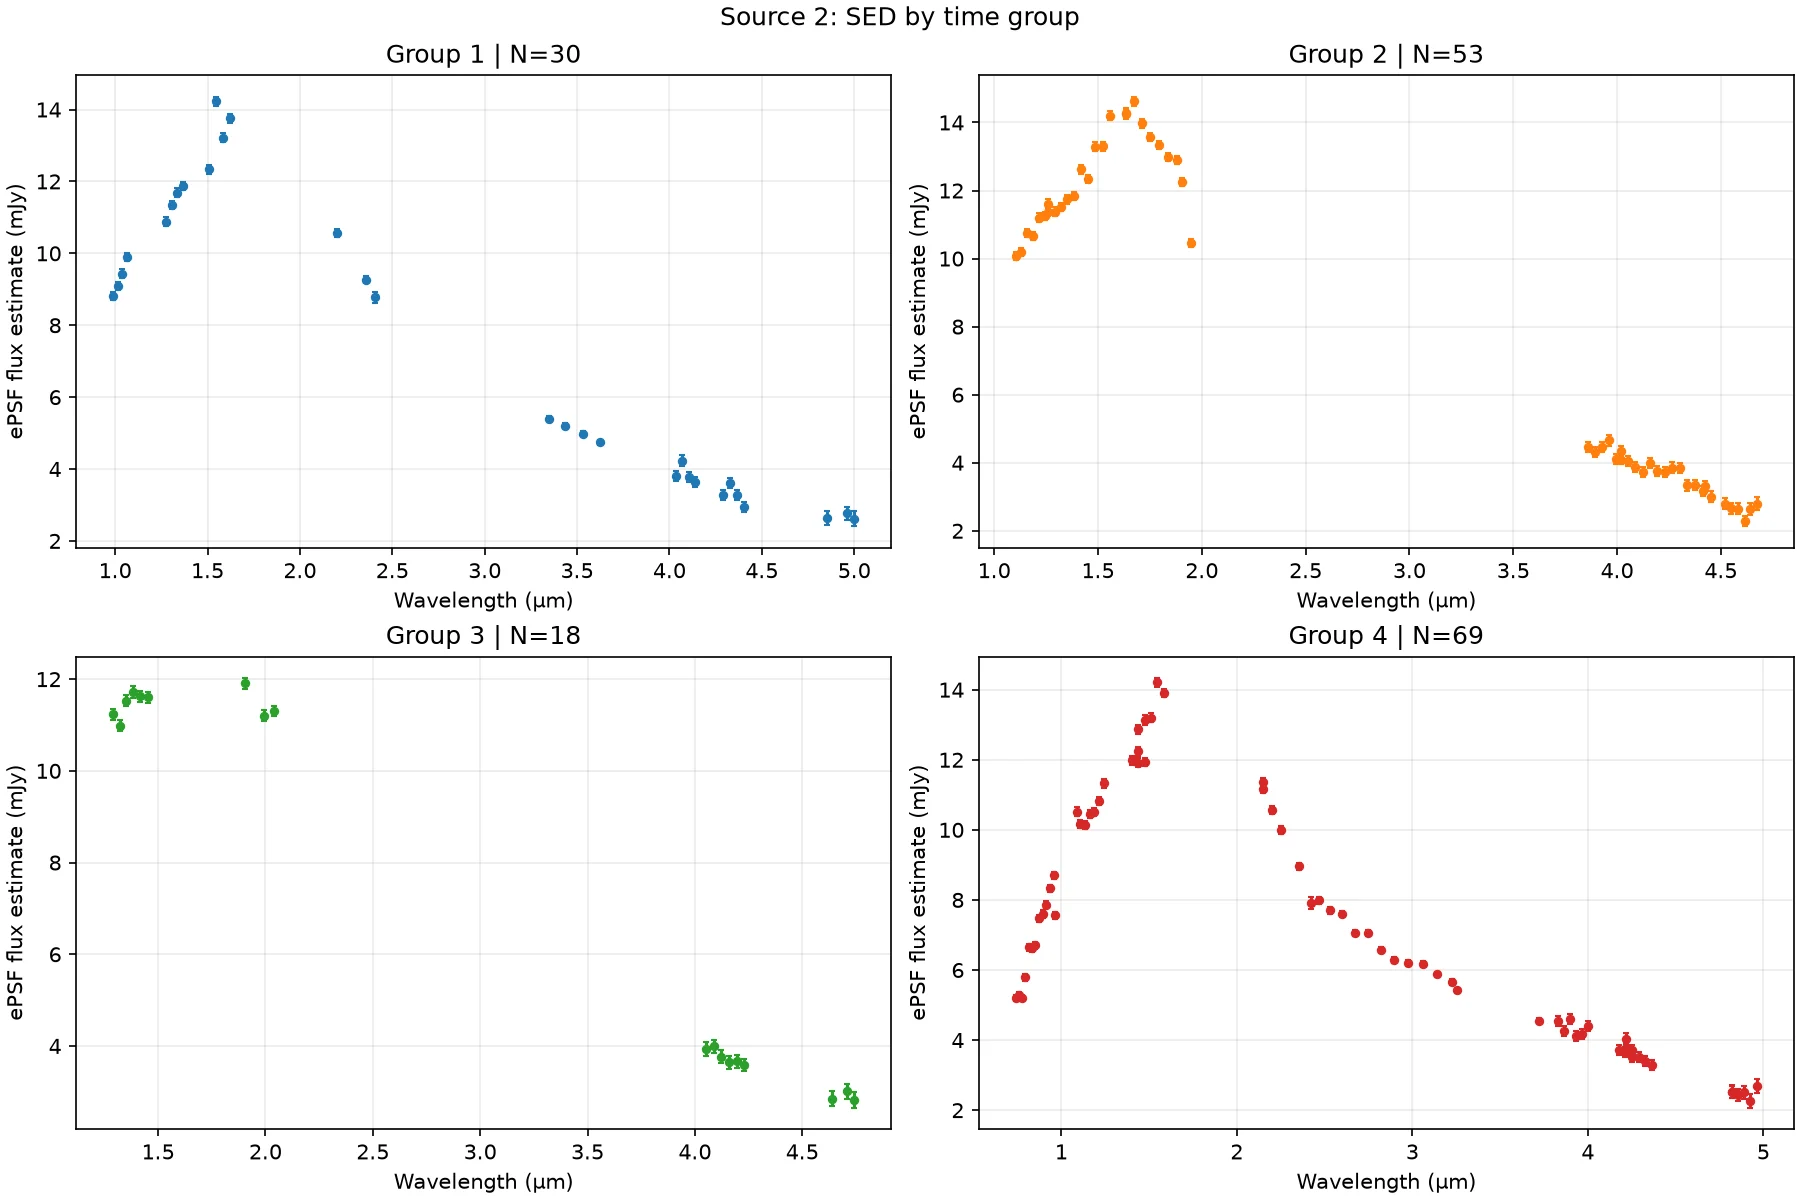 Source 2: SED by time group
Group 1 | N=30
ePSF flux estimate (mJy)
14
12
10
8
6
4
2
1.0 1.5 2.0 2.5 3.0 3.5 4.0 4.5 5.0
Wavelength (μm)
Group 2 | N=53
ePSF flux estimate (mJy)
14
12
10
8
6
4
2
1.0 1.5 2.0 2.5 3.0 3.5 4.0 4.5
Wavelength (μm)
Group 3 | N=18
ePSF flux estimate (mJy)
12
10
8
6
4
1.5 2.0 2.5 3.0 3.5 4.0 4.5
Wavelength (μm)
Group 4 | N=69
ePSF flux estimate (mJy)
14
12
10
8
6
4
2
1 2 3 4 5
Wavelength (μm)